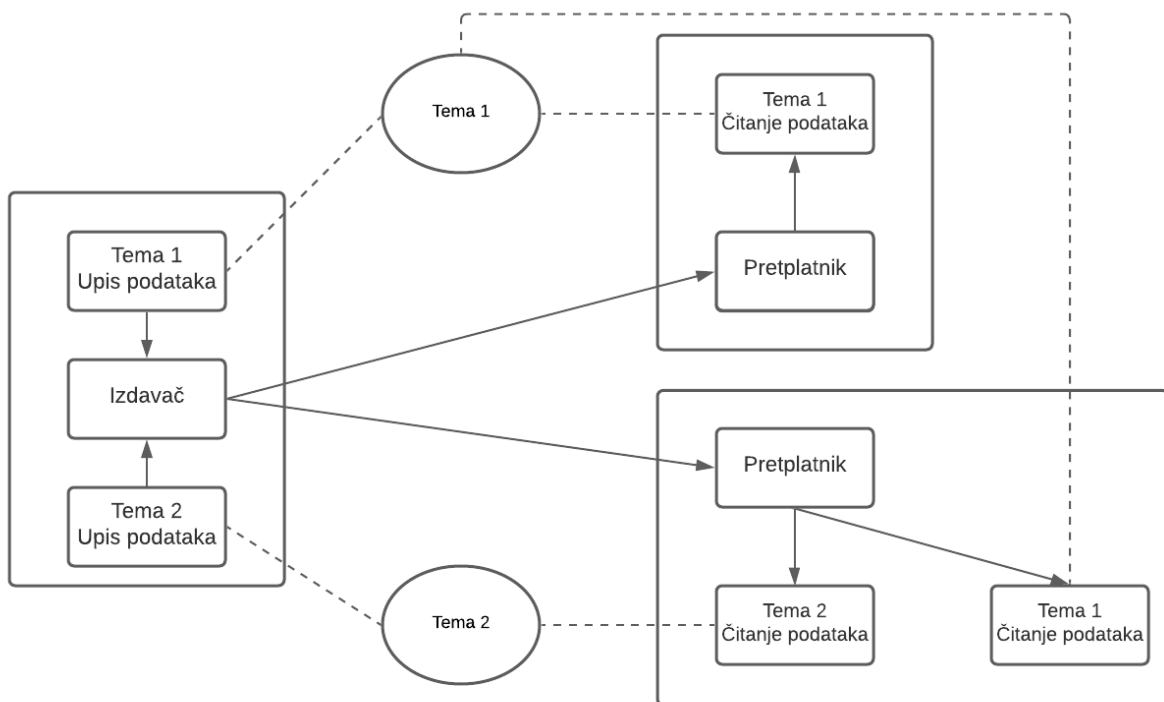 Tema 1
Tema 1
Čitanje podataka
Tema 1
Upis podataka
Pretplatnik
Izdavač
Pretplatnik
Tema 2
Upis podataka
Tema 2
Tema 2
Čitanje podataka
Tema 1
Čitanje podataka